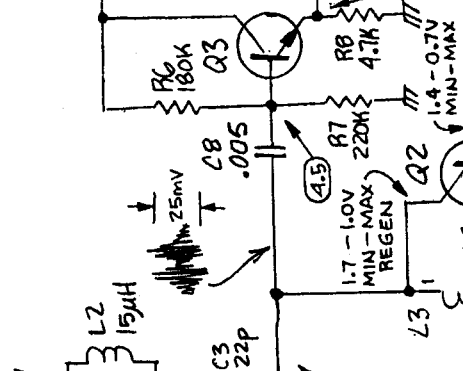 R6
180K
Q3
R8
4.7K
1.4-0.7V
MIN-MAX
C8
.005
R7
220K
4.5
Q2
25mV
1.7-1.0V
MIN-MAX
REGEN
L2
15µH
C3
22p
L3
1